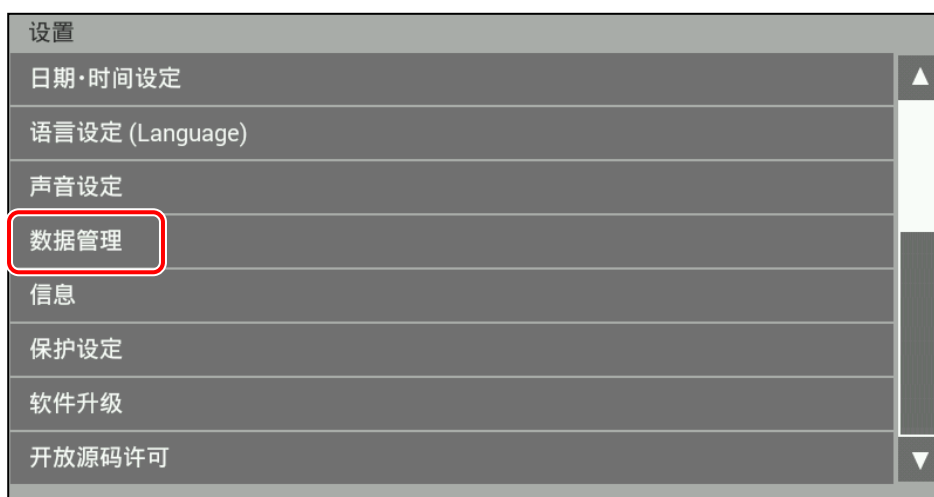 设置
日期·时间设定
语言设定 (Language)
声音设定
数据管理
信息
保护设定
软件升级
开放源码许可